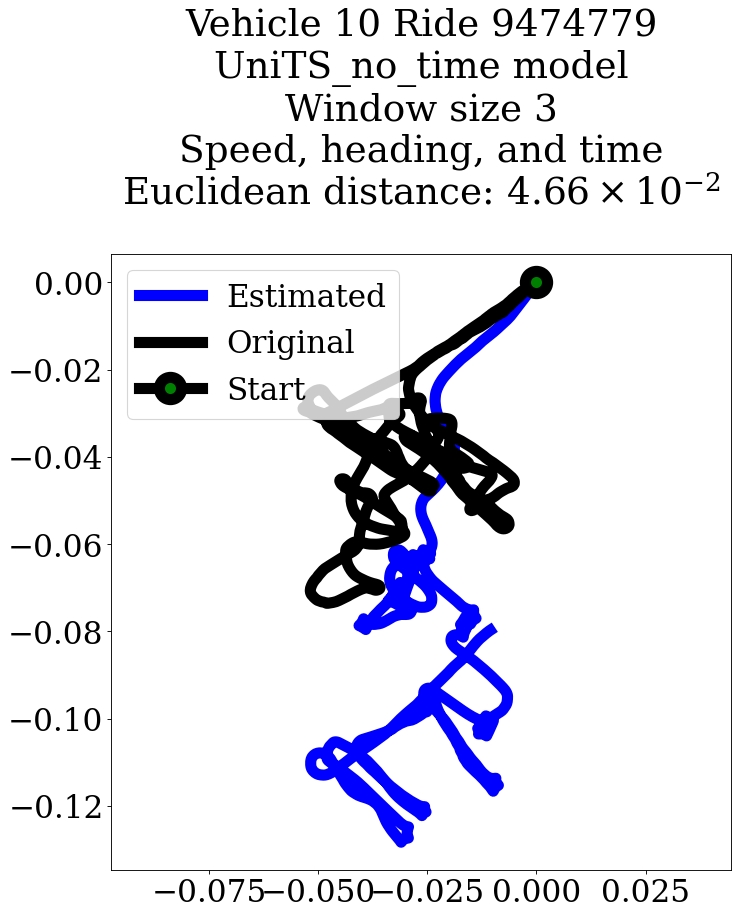 Vehicle 10 Ride 9474779
UniTS_no_time model
Window size 3
Speed, heading, and time
Euclidean distance: 4.66 × 10⁻²
Estimated
Original
Start
0.00
−0.02
−0.04
−0.06
−0.08
−0.10
−0.12
−0.075 −0.050 −0.025 0.000 0.025